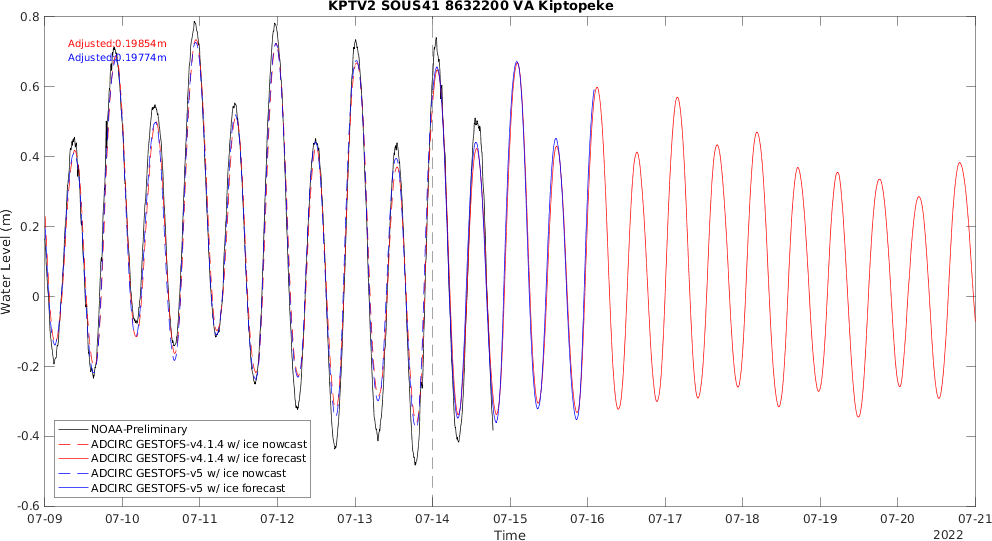 KPTV2 SOUS41 8632200 VA Kiptopeke
0.8
0.6
0.4
0.2
0
-0.2
-0.4
-0.6
Water Level (m)
Adjusted:0.19854m
Adjusted:0.19774m
NOAA-Preliminary
ADCIRC GESTOFS-v4.1.4 w/ ice nowcast
ADCIRC GESTOFS-v4.1.4 w/ ice forecast
ADCIRC GESTOFS-v5 w/ ice nowcast
ADCIRC GESTOFS-v5 w/ ice forecast
07-09 07-10 07-11 07-12 07-13 07-14 07-15 07-16 07-17 07-18 07-19 07-20 07-21
Time
2022